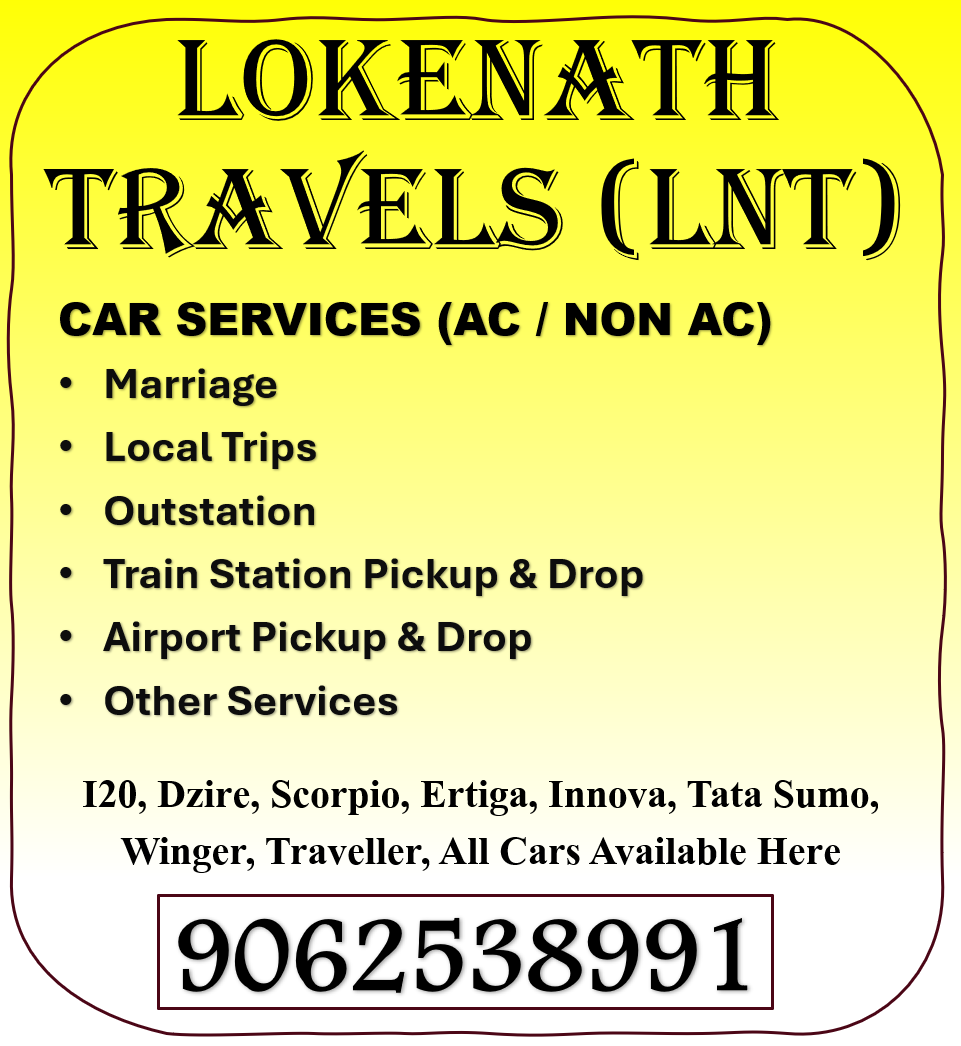 LOKENATH
TRAVELS (LNT)
CAR SERVICES (AC / NON AC)
• Marriage
• Local Trips
• Outstation
• Train Station Pickup & Drop
• Airport Pickup & Drop
• Other Services
I20, Dzire, Scorpio, Ertiga, Innova, Tata Sumo,
Winger, Traveller, All Cars Available Here
9062538991